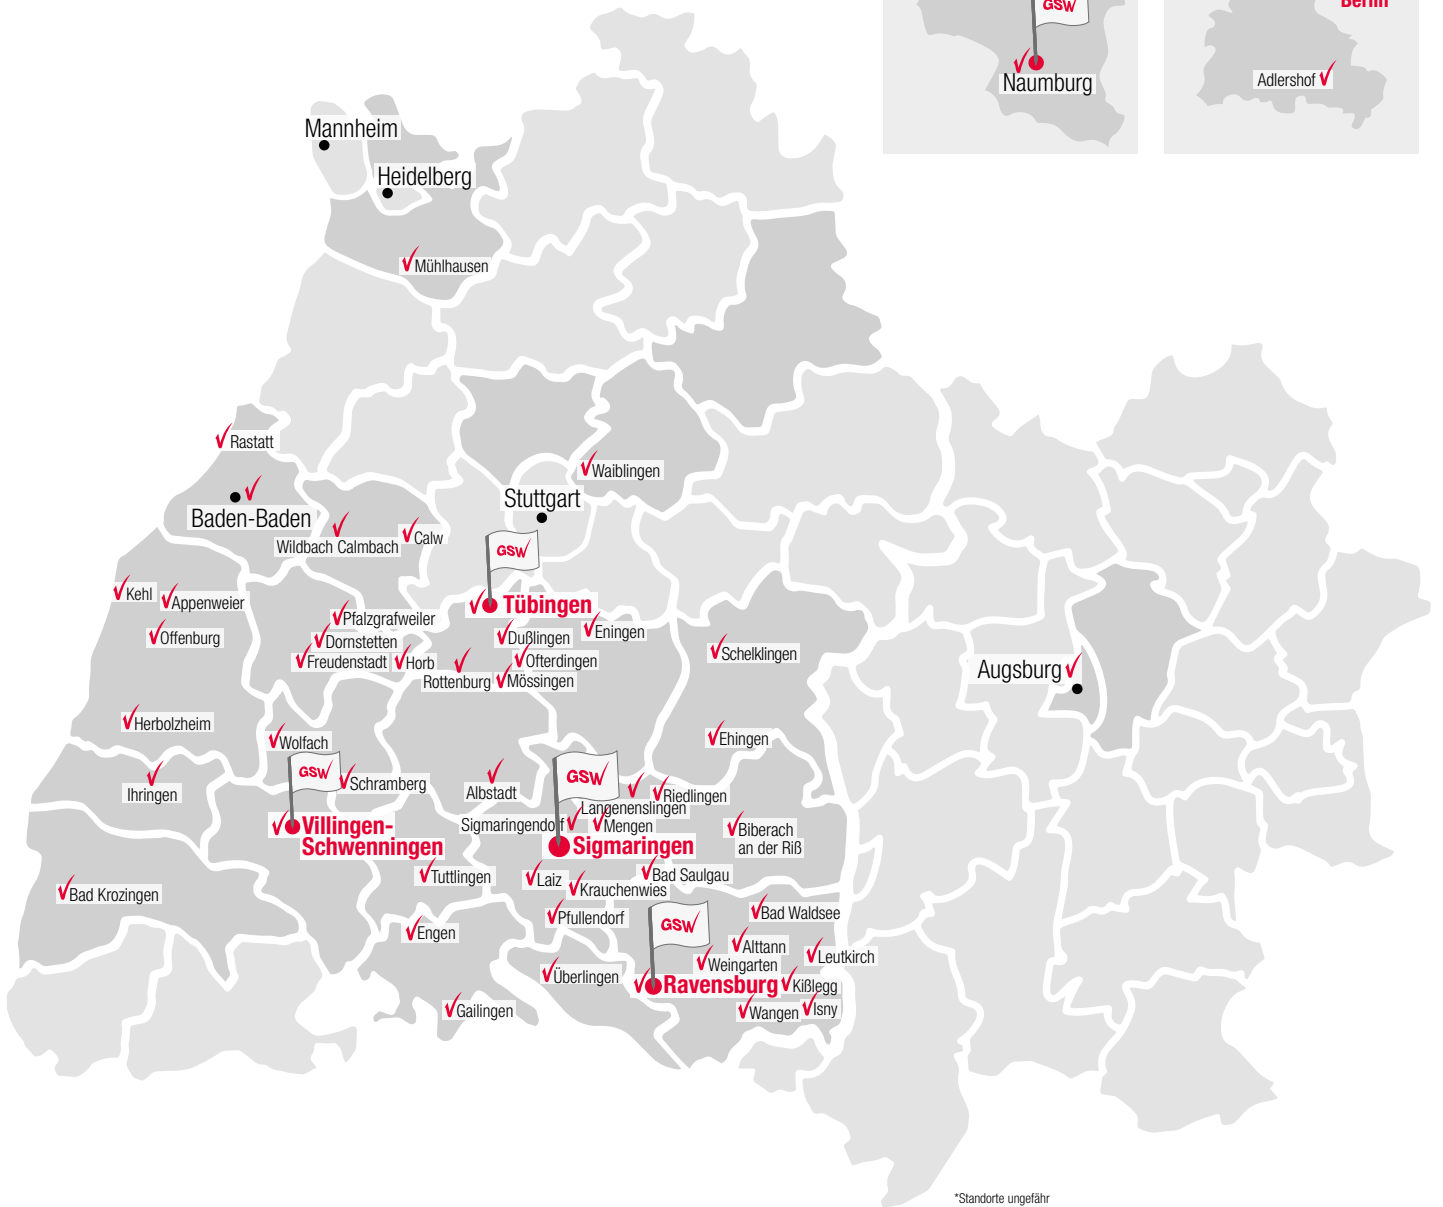 GSW
Berlin
Naumburg
Adlershof
Mannheim
Heidelberg
Mühlhausen
Rastatt
Baden-Baden
Waiblingen
Stuttgart
Wildbach Calmbach
Calw
GSW
Kehl
Appenweier
Offenburg
Pfalzgrafweiler
Dornstetten
Freudenstadt
Horb
Tübingen
Dußlingen
Eningen
Ofterdingen
Rottenburg
Mössingen
Schelklingen
Augsburg
Herbolzheim
Wolfach
Ehingen
GSW
Schramberg
Ihringen
Albstadt
GSW
Riedlingen
Langenenslingen
Sigmaringendorf
Mengen
Villingen-
Schwenningen
Sigmaringen
Biberach
an der Riß
Tuttlingen
Laiz
Krauchenwies
Bad Saulgau
Bad Krozingen
Pfullendorf
GSW
Bad Waldsee
Engen
Alttann
Leutkirch
Weingarten
Überlingen
Ravensburg
Kißlegg
Gailingen
Wangen
Isny
*Standorte ungefähr